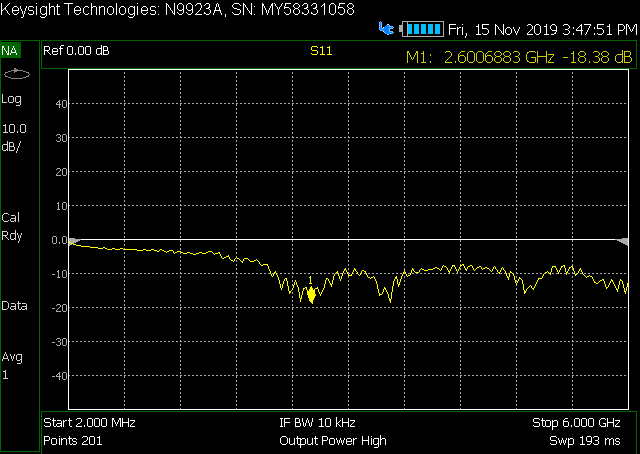 Keysight Technologies: N9923A, SN: MY58331058
Fri, 15 Nov 2019 3:47:51 PM
NA Ref 0.00 dB S11 M1: 2.6006883 GHz -18.38 dB
Log
10.0
dB/
Cal
Rdy
Data
Avg
1
40
30
20
10
0.0
-10
-20
-30
-40
1
Start 2.000 MHz IF BW 10 kHz Stop 6.000 GHz
Points 201 Output Power High Swp 193 ms